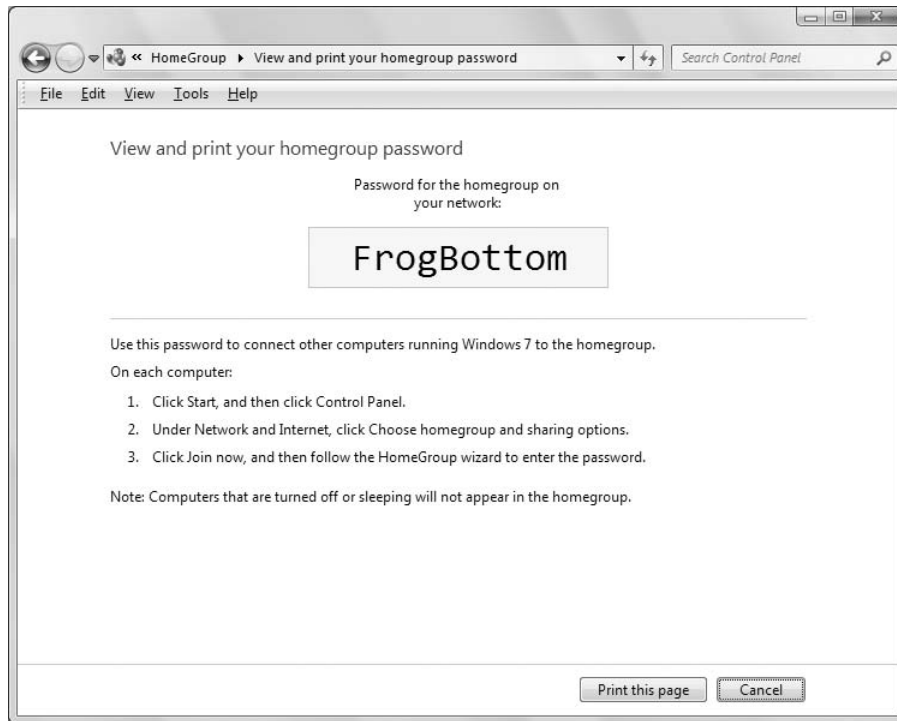 « HomeGroup ▸ View and print your homegroup password
Search Control Panel
File Edit View Tools Help
View and print your homegroup password
Password for the homegroup on
your network:
FrogBottom
Use this password to connect other computers running Windows 7 to the homegroup.
On each computer:
1. Click Start, and then click Control Panel.
2. Under Network and Internet, click Choose homegroup and sharing options.
3. Click Join now, and then follow the HomeGroup wizard to enter the password.
Note: Computers that are turned off or sleeping will not appear in the homegroup.
Print this page Cancel